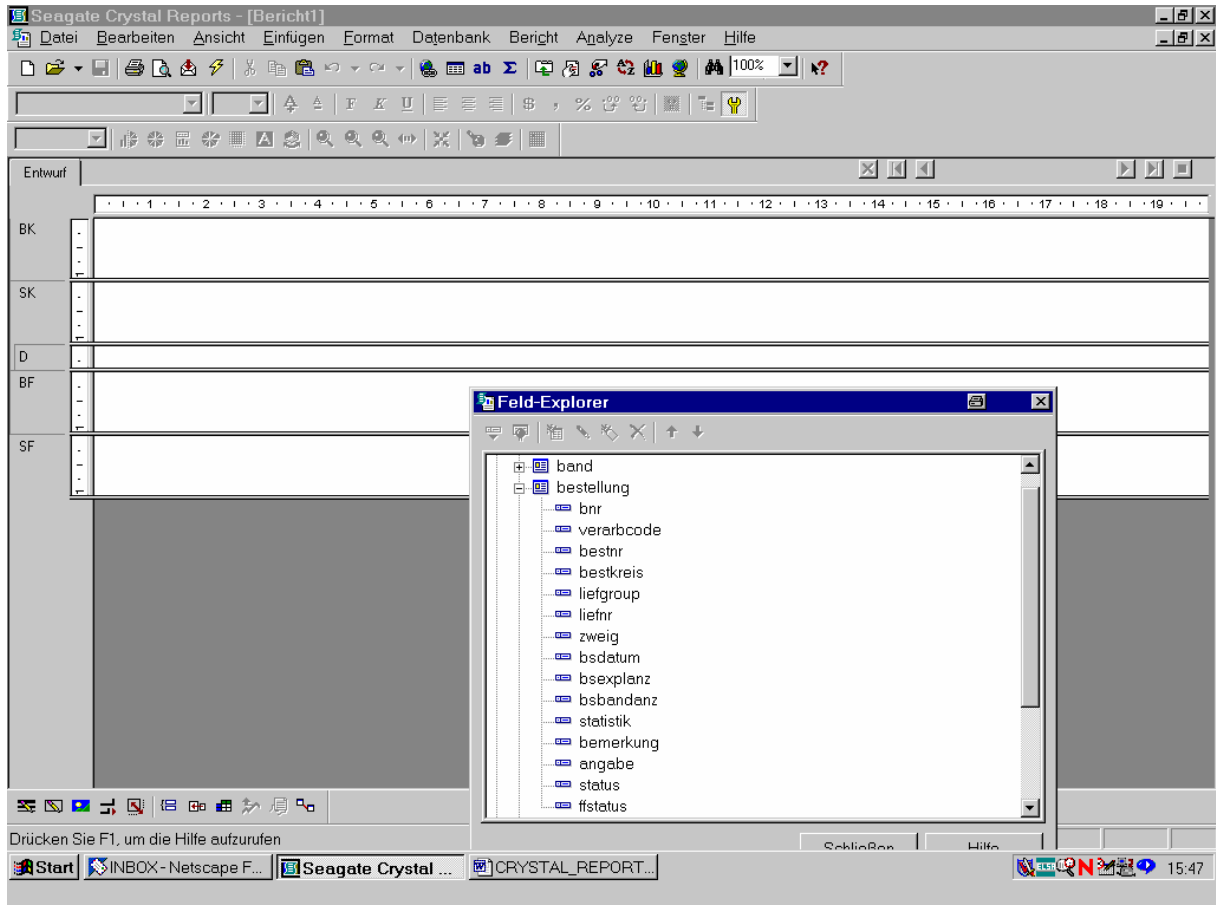 Seagate Crystal Reports - [Bericht1]
Datei Bearbeiten Ansicht Einfügen Format Datenbank Bericht Analyze Fenster Hilfe
ab Σ 100%
F K U $ , %
A
Entwurf
1 2 3 4 5 6 7 8 9 10 11 12 13 14 15 16 17 18 19
BK
SK
D
BF
SF
Feld-Explorer
band
bestellung
bnr
verarbcode
bestnr
bestkreis
liefgroup
liefnr
zweig
bsdatum
bsexplanz
bsbandanz
statistik
bemerkung
angabe
status
ffstatus
Schließen Hilfe
Drücken Sie F1, um die Hilfe aufzurufen
Start INBOX - Netscape F... Seagate Crystal ... CRYSTAL_REPORT... 15:47